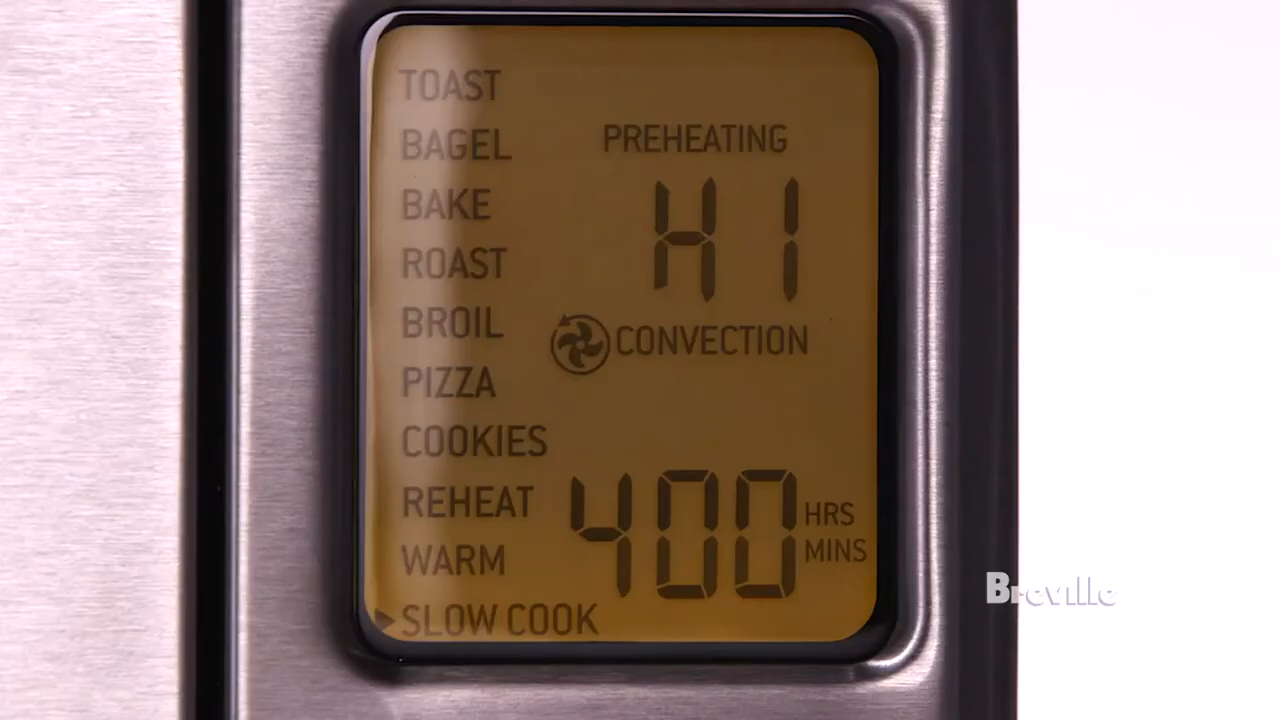 TOAST
BAGEL
BAKE
ROAST
BROIL
PIZZA
COOKIES
REHEAT
WARM
SLOW COOK
PREHEATING
HI
CONVECTION
400
HRS
MINS
Breville